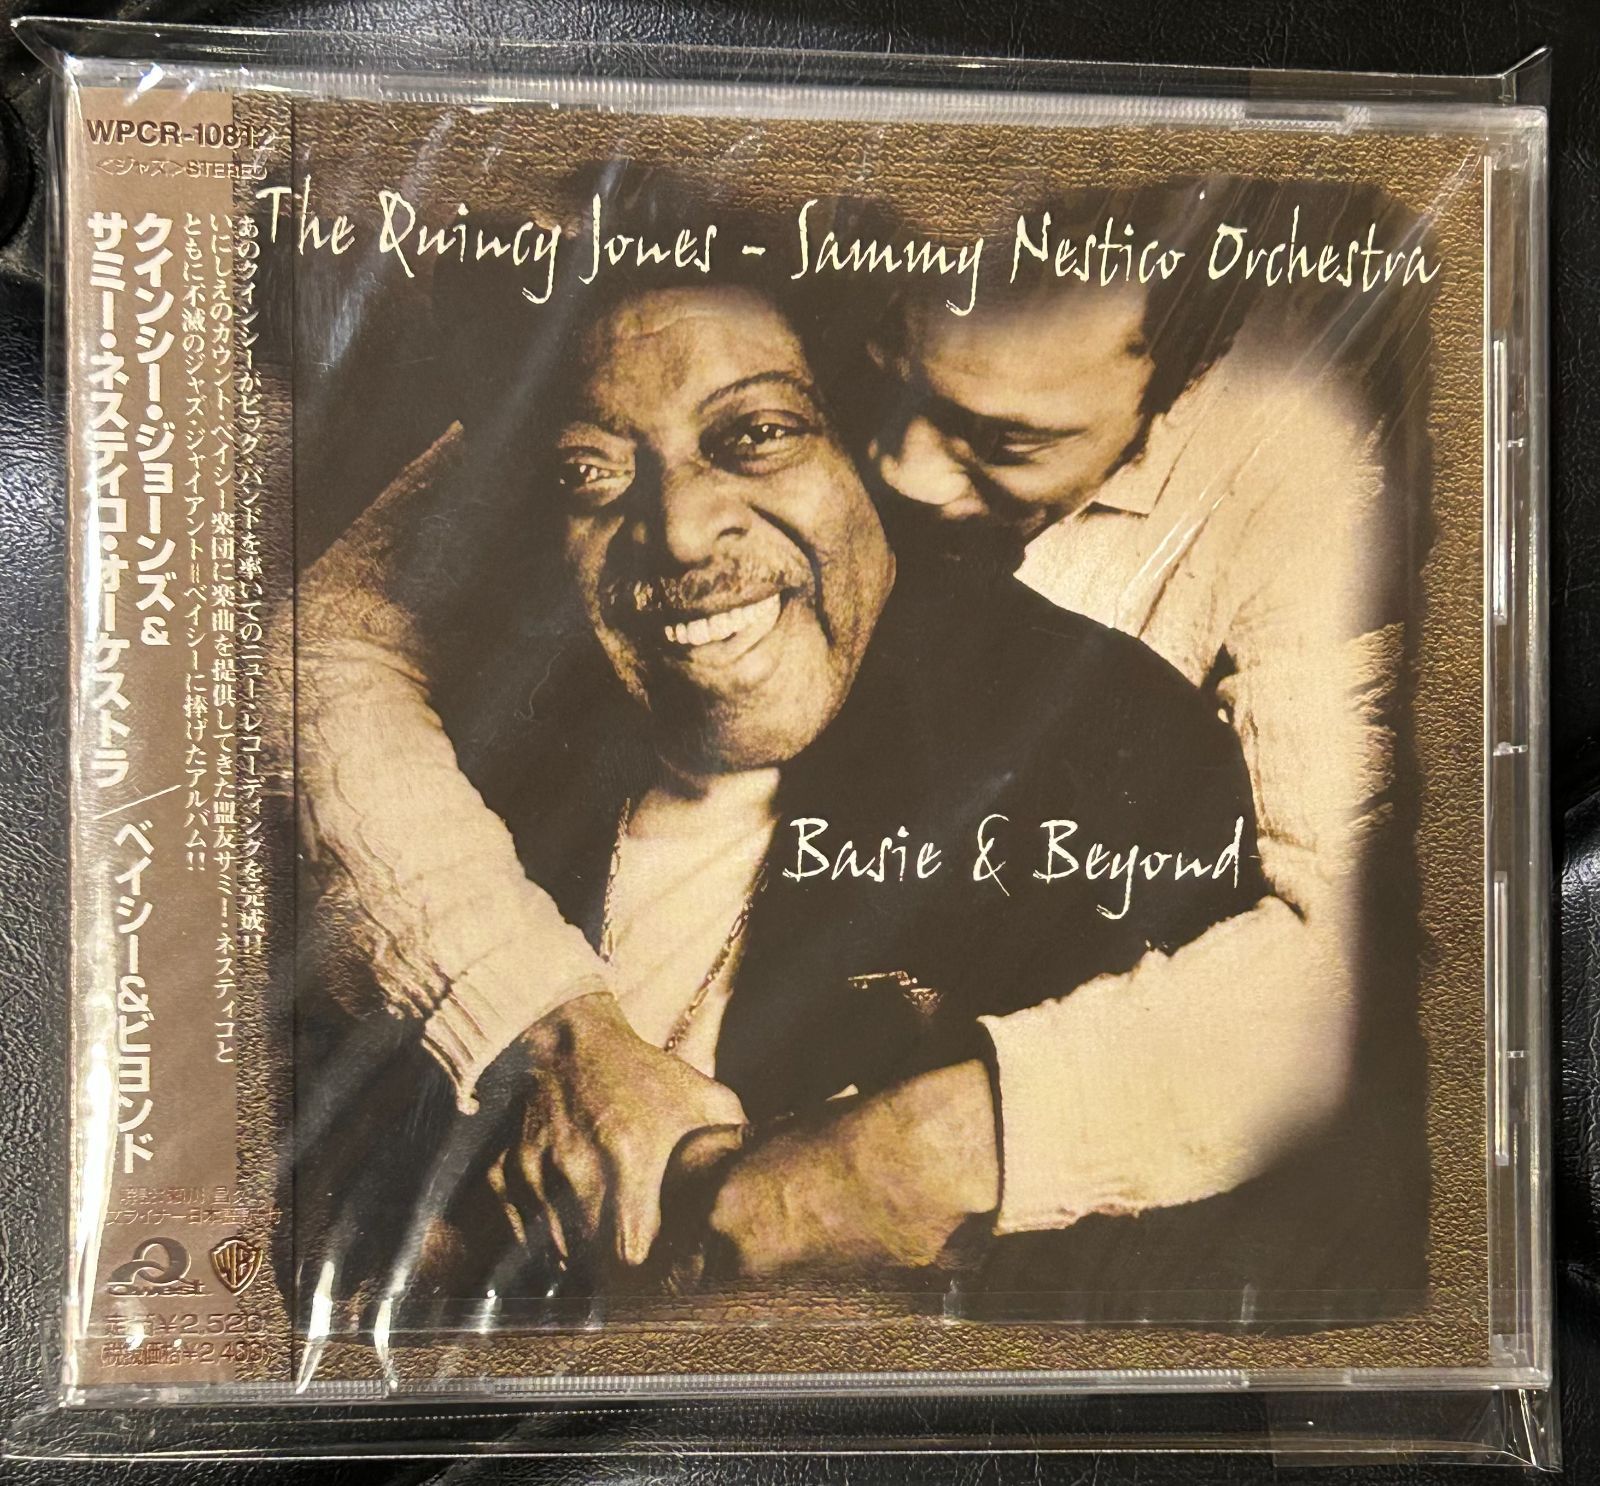 WPCR-10812
<ジャズ>STEREO
クインシー・ジョーンズ&
サミー・ネスティコ・オーケストラ/ベイシー&ビヨンド
あのクインシーがビッグ・バンドを率いてのニュー・レコーディングを完成!!
いにしえのカウント・ベイシー楽団に楽曲を提供してきた盟友サミー・ネスティコと
ともに不滅のジャズ・ジャイアント=ベイシーに捧げたアルバム!!
The Quincy Jones - Sammy Nestico Orchestra
Basie & Beyond
Qwest
WB
定価¥2,520
(税抜価格¥2,400)